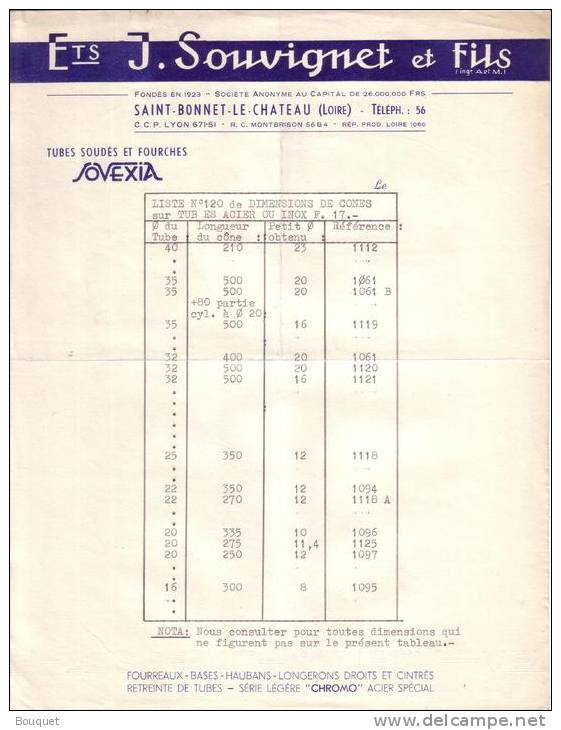 Ets J. Souvignet et Fils
(ingr A et M.)
FONDÉS EN 1923 - SOCIÉTÉ ANONYME AU CAPITAL DE 26.000.000 FRS
SAINT-BONNET-LE-CHATEAU (LOIRE) - TÉLÉPH. : 56
C.C.P. LYON 671-51 - R. C. MONTBRISON 56 B 4 - RÉP. PROD. LOIRE 1060
TUBES SOUDÉS ET FOURCHES
SOVEXIA
Le
LISTE N°120 de DIMENSIONS DE CONES
sur TUB ES ACIER OU INOX F. 17.-
Ø du : Longueur : Petit Ø : Référence :
Tube : du cône : obtenu :
40 210 23 1112
35 500 20 1061
35 500 20 1061 B
+80 partie
cyl. à Ø 20:
35 500 16 1119
32 400 20 1061
32 500 20 1120
32 500 16 1121
25 350 12 1118
22 350 12 1094
22 270 12 1118 A
20 335 10 1096
20 275 11,4 1125
20 250 12 1097
16 300 8 1095
NOTA: Nous consulter pour toutes dimensions qui
ne figurent pas sur le présent tableau.-
FOURREAUX - BASES - HAUBANS - LONGERONS DROITS ET CINTRÉS
RETREINTE DE TUBES - SÉRIE LÉGÈRE "CHROMO" ACIER SPÉCIAL
Bouquet
delcampe.net